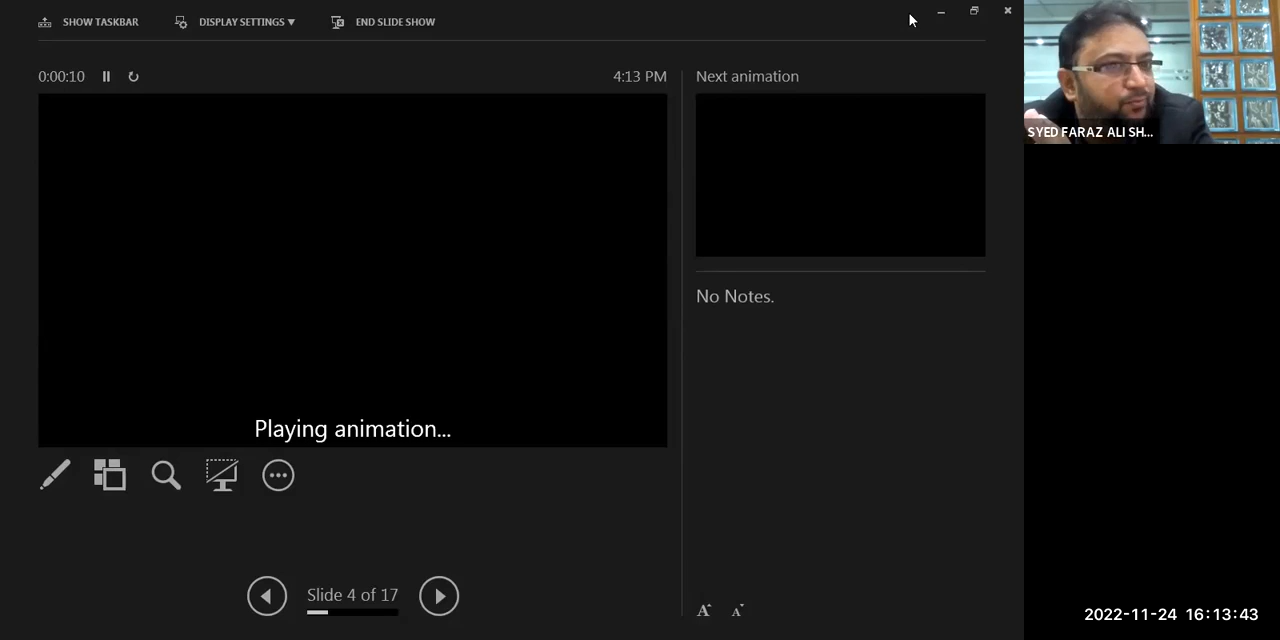 SHOW TASKBAR
DISPLAY SETTINGS ▼
END SLIDE SHOW
0:00:10
4:13 PM
Next animation
SYED FARAZ ALI SH...
No Notes.
Playing animation...
Slide 4 of 17
A A
2022-11-24 16:13:43